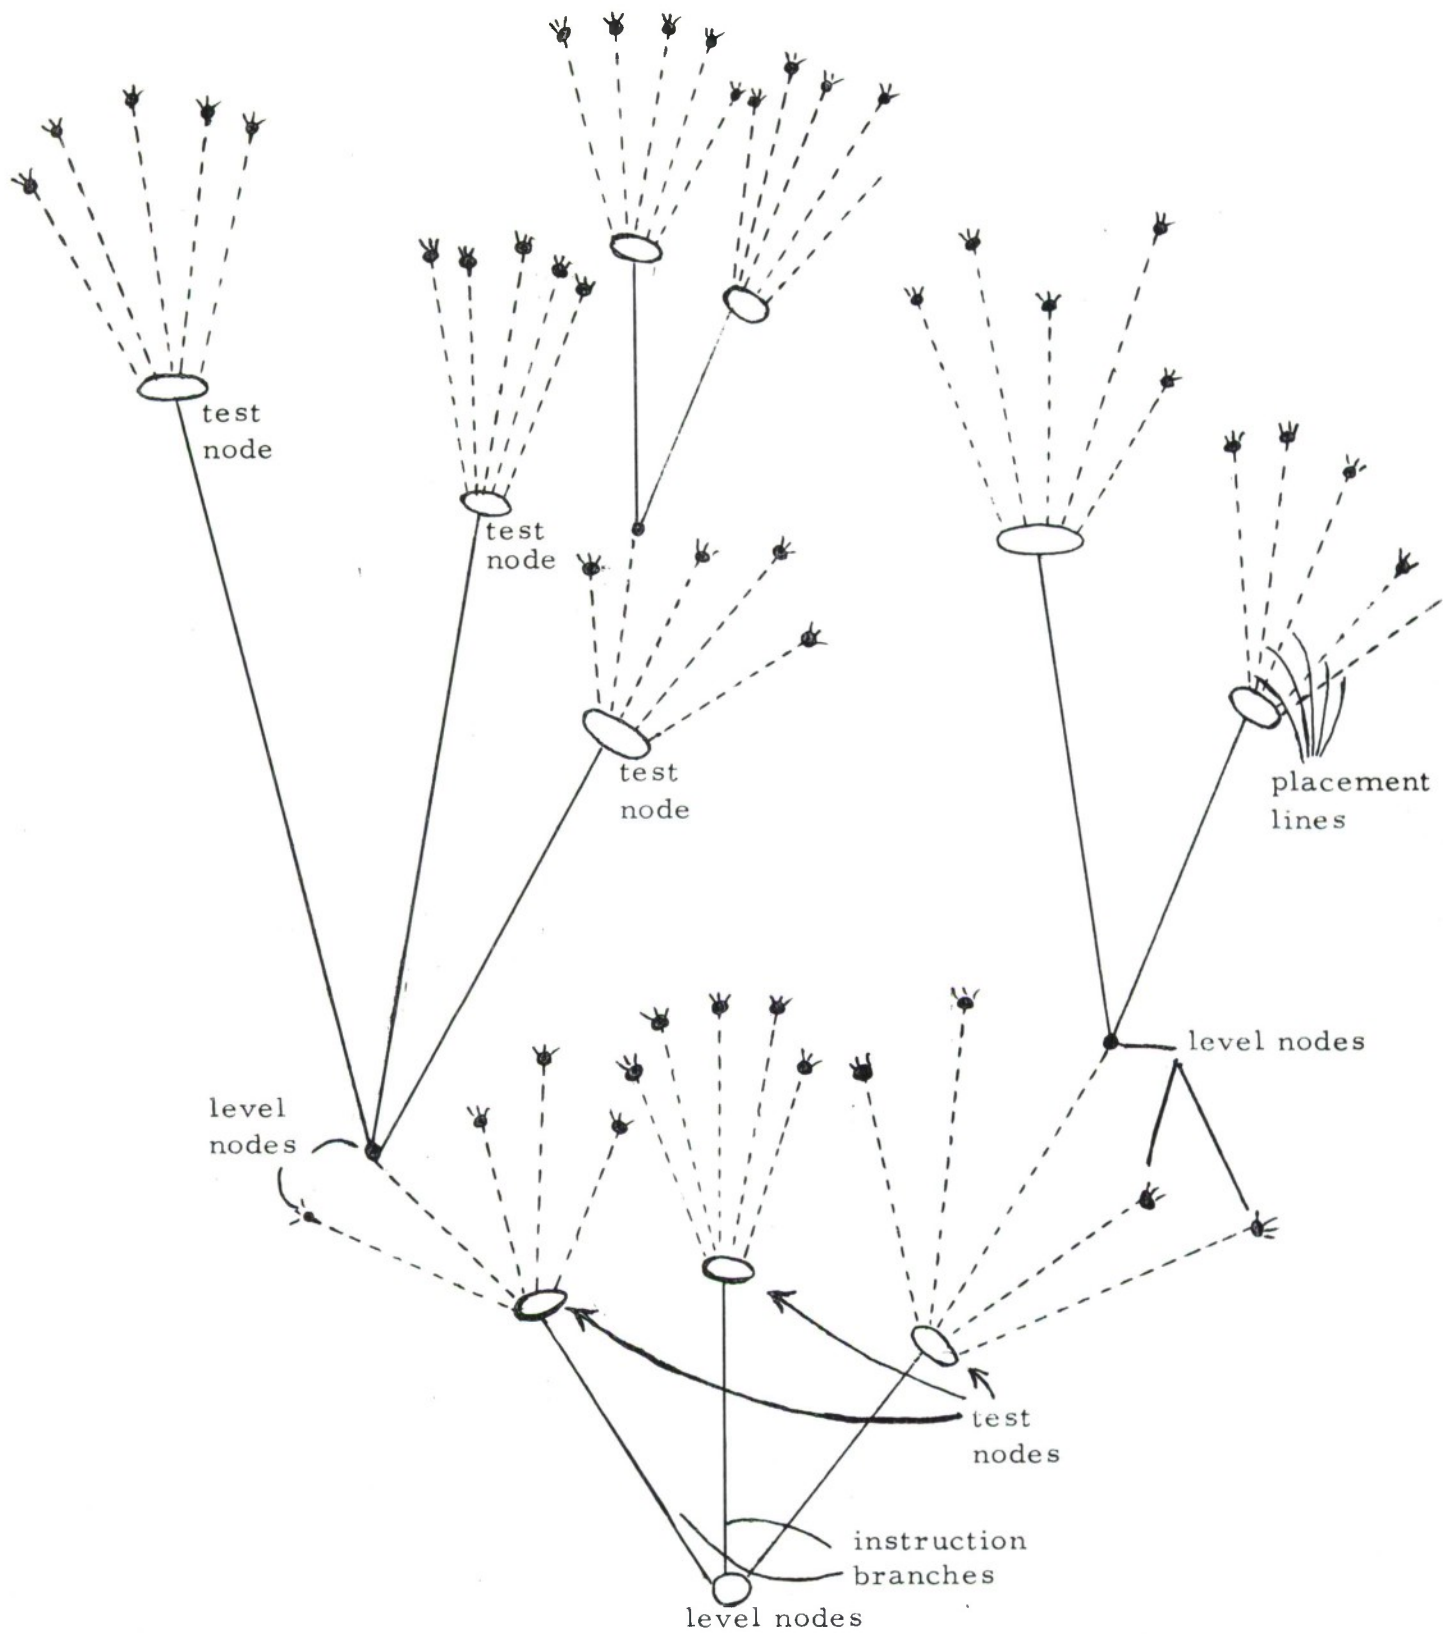 test
node
test
node
test
node
placement
lines
level nodes
level
nodes
test
nodes
instruction
branches
level nodes